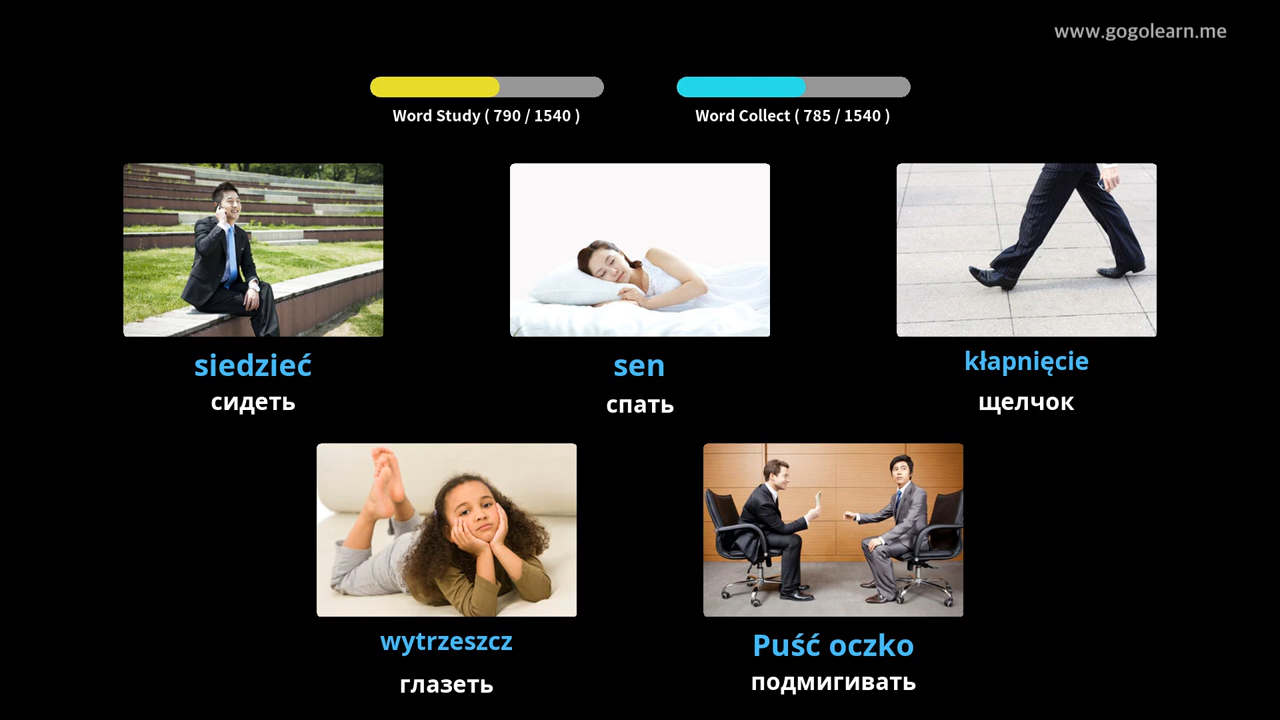 www.gogolearn.me
Word Study ( 790 / 1540 )
Word Collect ( 785 / 1540 )
siedzieć
сидеть
sen
спать
kłapnięcie
щелчок
wytrzeszcz
глазеть
Puść oczko
подмигивать